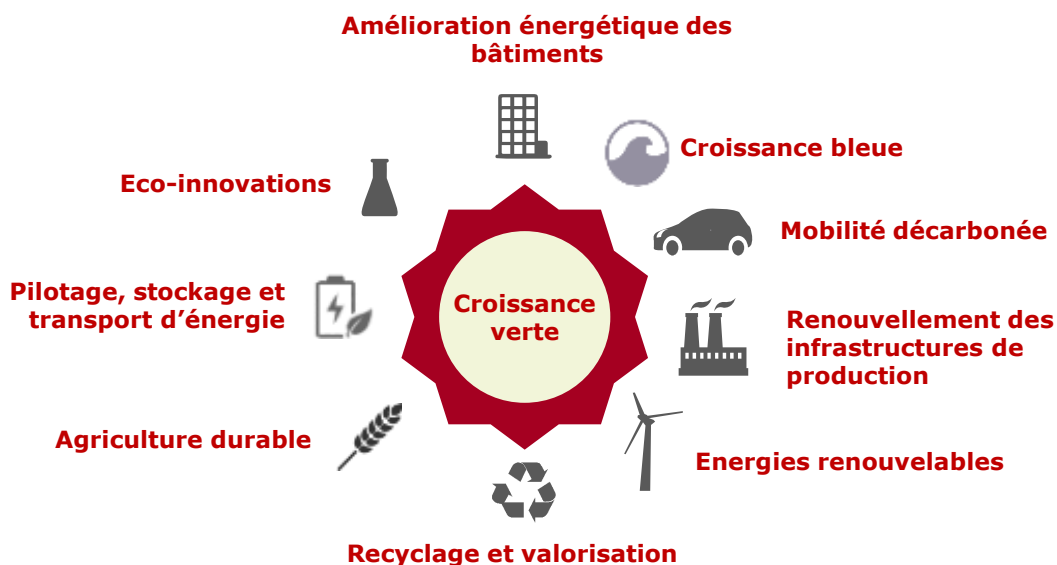 Amélioration énergétique des
bâtiments
Croissance bleue
Eco-innovations
Mobilité décarbonée
Pilotage, stockage et
transport d’énergie
Croissance
verte
Renouvellement des
infrastructures de
production
Agriculture durable
Energies renouvelables
Recyclage et valorisation